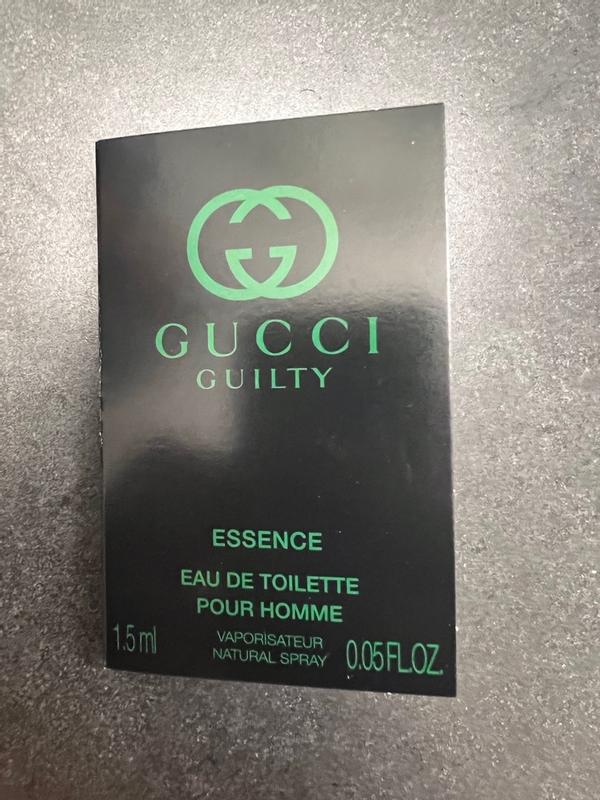 GUCCI
GUILTY
ESSENCE
EAU DE TOILETTE
POUR HOMME
1.5 ml
VAPORISATEUR
NATURAL SPRAY
0.05 FL.OZ.